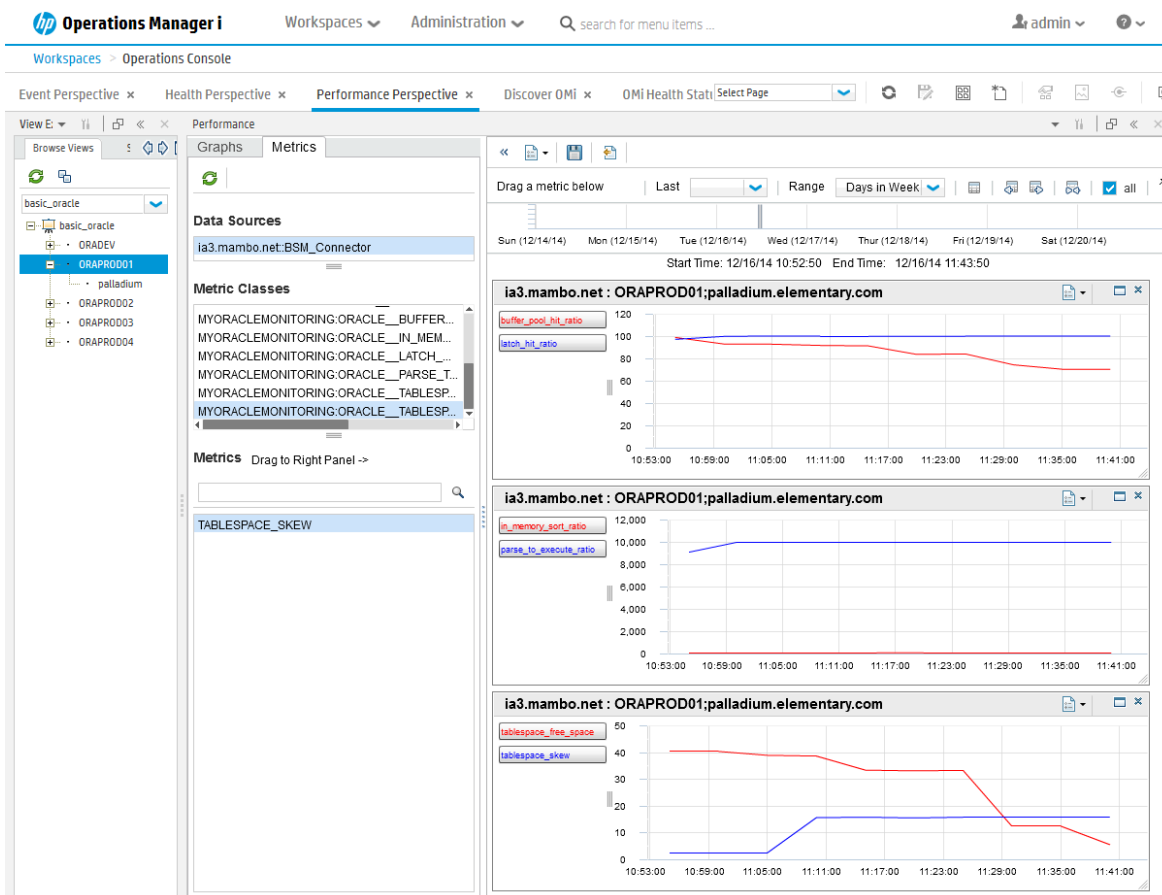 hp Operations Manager i Workspaces Administration search for menu items ... admin ?
Workspaces > Operations Console
Event Perspective × Health Perspective × Performance Perspective × Discover OMi × OMi Health Statu Select Page
View E: Performance
Browse Views
Graphs Metrics
basic_oracle
basic_oracle
ORADEV
ORAPROD01
palladium
ORAPROD02
ORAPROD03
ORAPROD04
Data Sources
ia3.mambo.net::BSM_Connector
Metric Classes
MYORACLEMONITORING:ORACLE__BUFFER...
MYORACLEMONITORING:ORACLE__IN_MEM...
MYORACLEMONITORING:ORACLE__LATCH_...
MYORACLEMONITORING:ORACLE__PARSE_T...
MYORACLEMONITORING:ORACLE__TABLESP...
MYORACLEMONITORING:ORACLE__TABLESP...
Metrics Drag to Right Panel ->
TABLESPACE_SKEW
Drag a metric below Last Range Days in Week all
Sun (12/14/14) Mon (12/15/14) Tue (12/16/14) Wed (12/17/14) Thur (12/18/14) Fri (12/19/14) Sat (12/20/14)
Start Time: 12/16/14 10:52:50 End Time: 12/16/14 11:43:50
ia3.mambo.net : ORAPROD01;palladium.elementary.com
buffer_pool_hit_ratio
latch_hit_ratio
120
100
80
60
40
20
0
10:53:00 10:59:00 11:05:00 11:11:00 11:17:00 11:23:00 11:29:00 11:35:00 11:41:00
ia3.mambo.net : ORAPROD01;palladium.elementary.com
in_memory_sort_ratio
parse_to_execute_ratio
12,000
10,000
8,000
6,000
4,000
2,000
0
10:53:00 10:59:00 11:05:00 11:11:00 11:17:00 11:23:00 11:29:00 11:35:00 11:41:00
ia3.mambo.net : ORAPROD01;palladium.elementary.com
tablespace_free_space
tablespace_skew
50
40
30
20
10
0
10:53:00 10:59:00 11:05:00 11:11:00 11:17:00 11:23:00 11:29:00 11:35:00 11:41:00